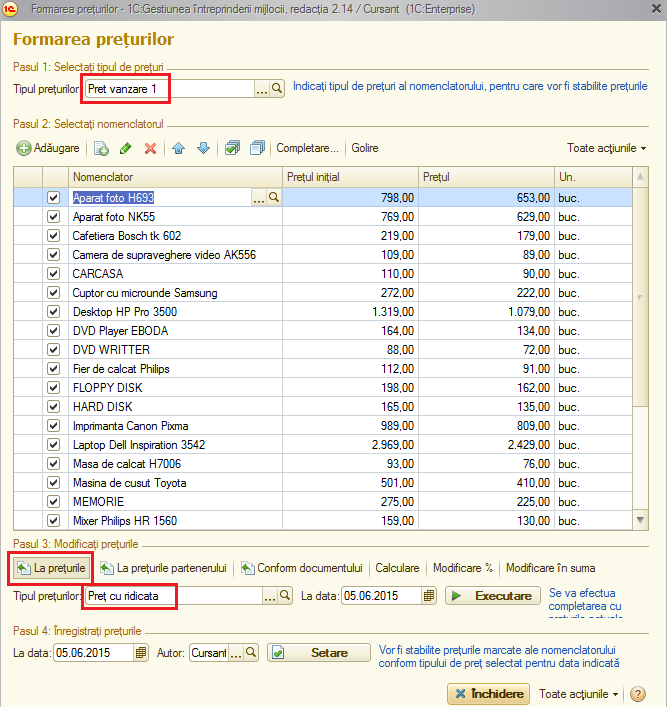 Formarea prețurilor - 1C:Gestiunea întreprinderii mijlocii, redacția 2.14 / Cursant (1C:Enterprise)
Formarea prețurilor
Pasul 1: Selectați tipul de prețuri
Tipul prețurilor: Pret vanzare 1 ... Indicați tipul de prețuri al nomenclatorului, pentru care vor fi stabilite prețurile
Pasul 2: Selectați nomenclatorul
Adăugare Completare... Golire Toate acțiunile
Nomenclator Prețul inițial Prețul Un.
Aparat foto H693 ... 798,00 653,00 buc.
Aparat foto NK55 769,00 629,00 buc.
Cafetiera Bosch tk 602 219,00 179,00 buc.
Camera de supraveghere video AK556 109,00 89,00 buc.
CARCASA 110,00 90,00 buc.
Cuptor cu microunde Samsung 272,00 222,00 buc.
Desktop HP Pro 3500 1.319,00 1.079,00 buc.
DVD Player EBODA 164,00 134,00 buc.
DVD WRITTER 88,00 72,00 buc.
Fier de calcat Philips 112,00 91,00 buc.
FLOPPY DISK 198,00 162,00 buc.
HARD DISK 165,00 135,00 buc.
Imprimanta Canon Pixma 989,00 809,00 buc.
Laptop Dell Inspiration 3542 2.969,00 2.429,00 buc.
Masa de calcat H7006 93,00 76,00 buc.
Masina de cusut Toyota 501,00 410,00 buc.
MEMORIE 275,00 225,00 buc.
Mixer Philips HR 1560 159,00 130,00 buc.
Pasul 3: Modificați prețurile
La prețurile La prețurile partenerului Conform documentului Calculare Modificare % Modificare în suma
Tipul prețurilor: Preț cu ridicata ... La data: 05.06.2015 Executare Se va efectua
completarea cu
prețurile actuale
Pasul 4: Înregistrați prețurile
La data: 05.06.2015 Autor: Cursant ... Setare Vor fi stabilite prețurile marcate ale nomenclatorului
conform tipului de preț selectat pentru data indicată
Închidere Toate acțiunile ?